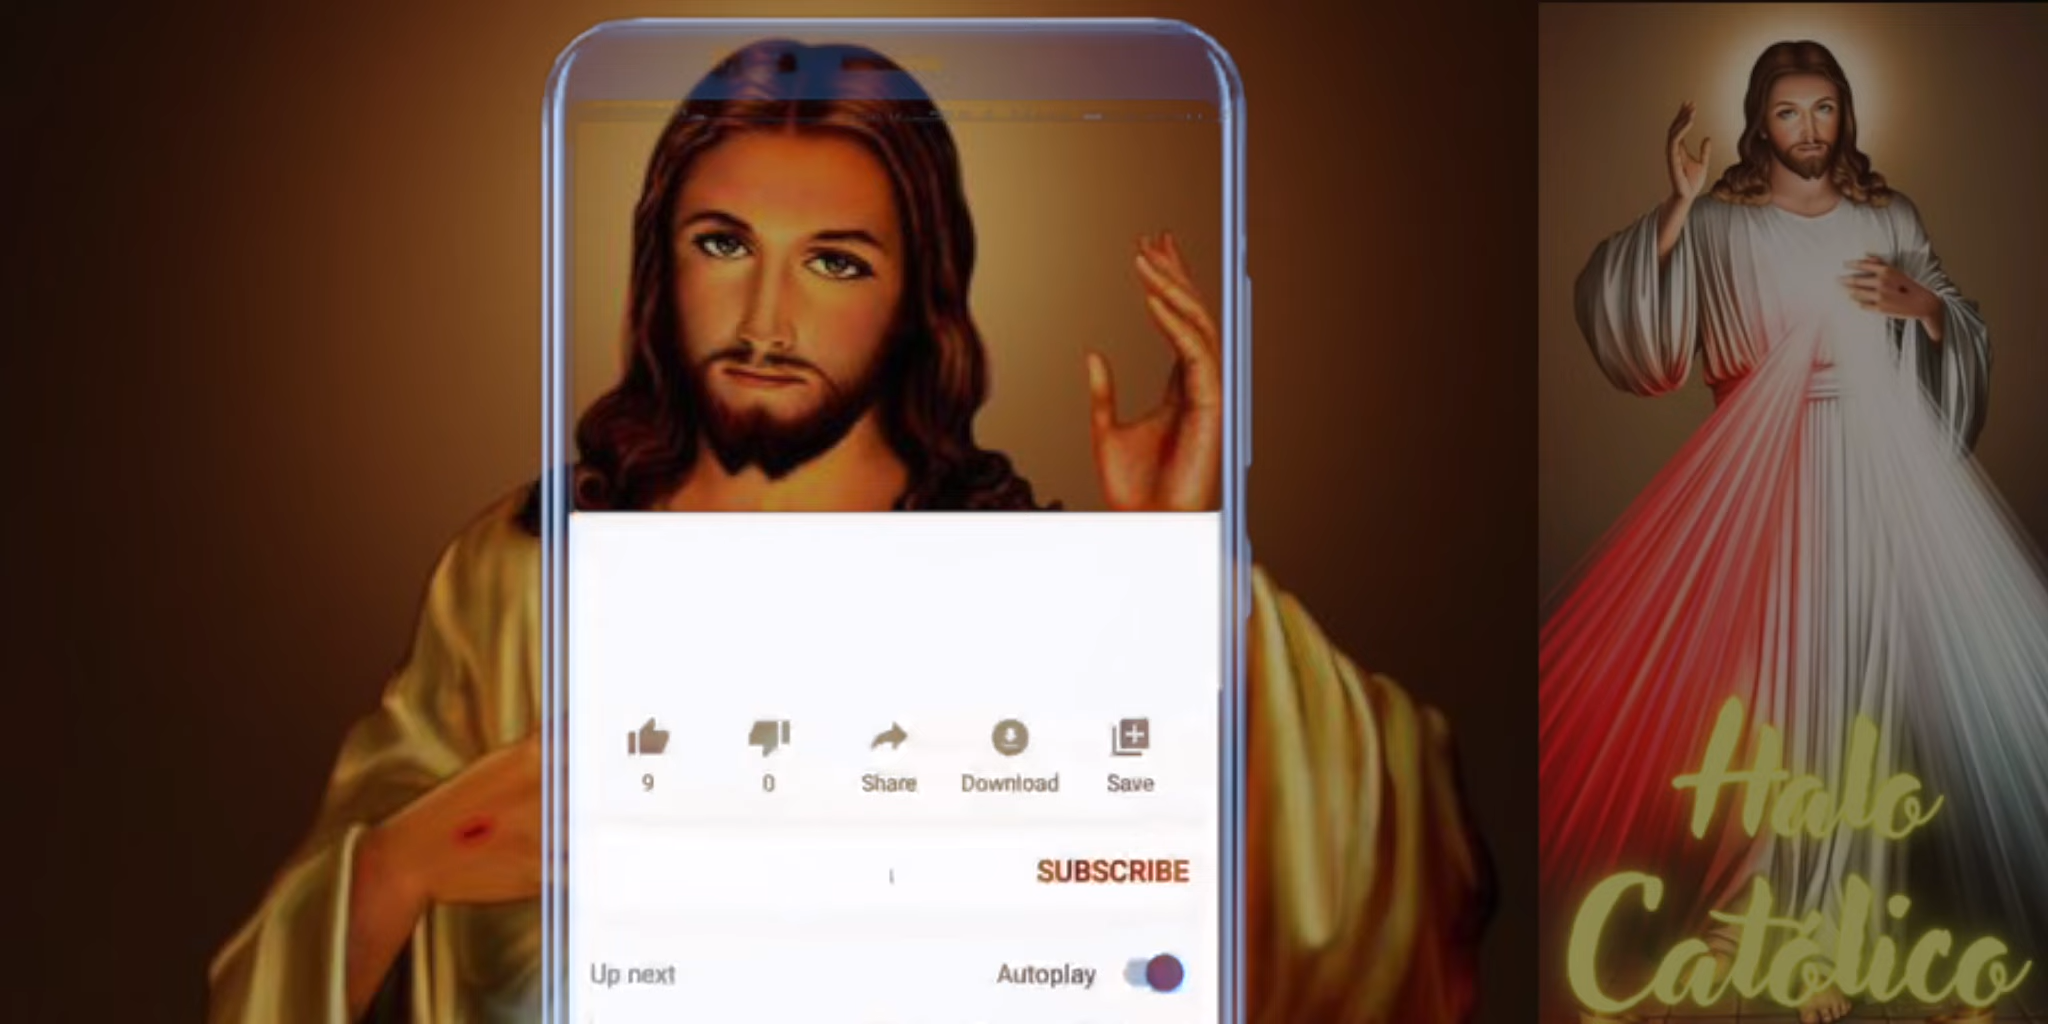 9
0
Share
Download
Save
SUBSCRIBE
Up next
Autoplay
Halo
Católico